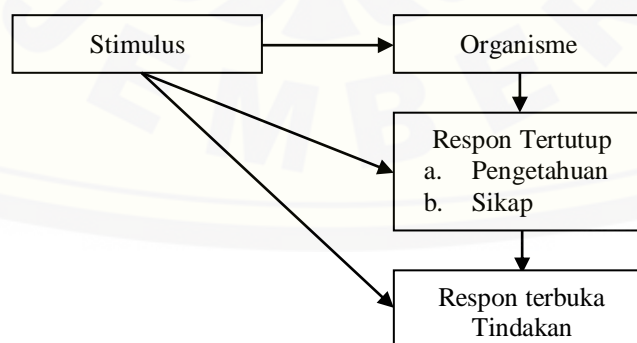 Stimulus
Organisme
Respon Tertutup
a. Pengetahuan
b. Sikap
Respon terbuka
Tindakan